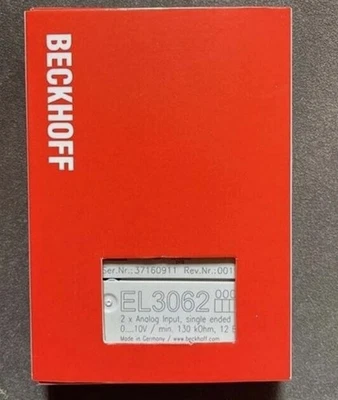 BECKHOFF
Ser.Nr.: 37160911 Rev.Nr.: 001
EL3062
2 x Analog Input, single ended
0...10V / min. 130 kOhm, 12 B
Made in Germany / www.beckhoff.com